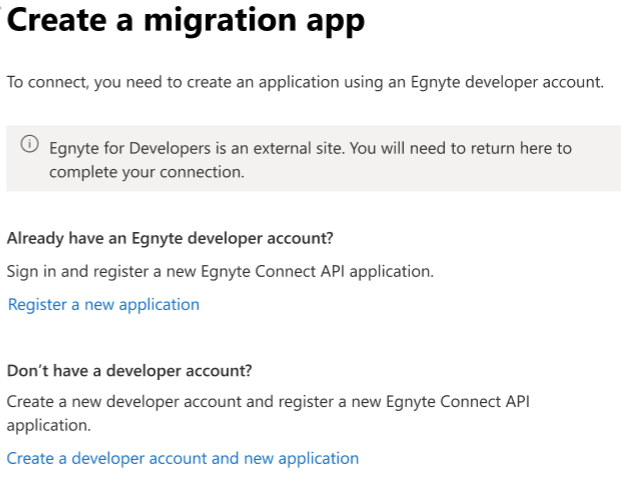 Create a migration app
To connect, you need to create an application using an Egnyte developer account.
Egnyte for Developers is an external site. You will need to return here to
complete your connection.
Already have an Egnyte developer account?
Sign in and register a new Egnyte Connect API application.
Register a new application
Don't have a developer account?
Create a new developer account and register a new Egnyte Connect API
application.
Create a developer account and new application